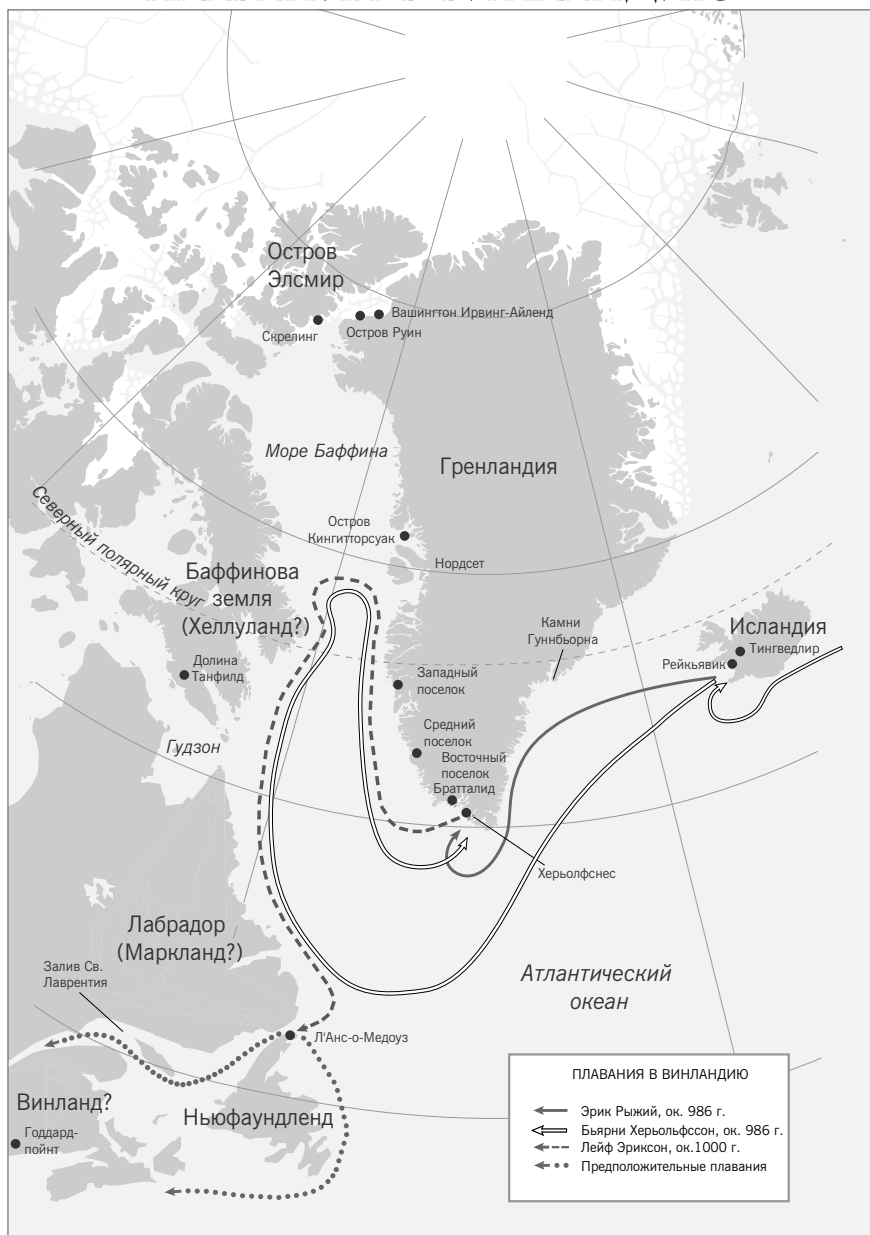 Остров
Элсмир
Вашингтон Ирвинг-Айленд
Остров Руин
Скрелинг
Море Баффина
Гренландия
Северный полярный круг
Остров
Кингитторсуак
Нордсет
Баффинова
земля
(Хеллуланд?)
Камни
Гуннбьорна
Исландия
Тингведлир
Рейкьявик
Долина
Танфилд
Западный
поселок
Гудзон
Средний
поселок
Восточный
поселок
Братталид
Херьолфснес
Лабрадор
(Маркланд?)
Залив Св.
Лаврентия
Атлантический
океан
Л'Анс-о-Медоуз
Винланд?
Ньюфаундленд
Годдард-
пойнт
ПЛАВАНИЯ В ВИНЛАНДИЮ
Эрик Рыжий, ок. 986 г.
Бьярни Херьольфссон, ок. 986 г.
Лейф Эриксон, ок.1000 г.
Предположительные плавания